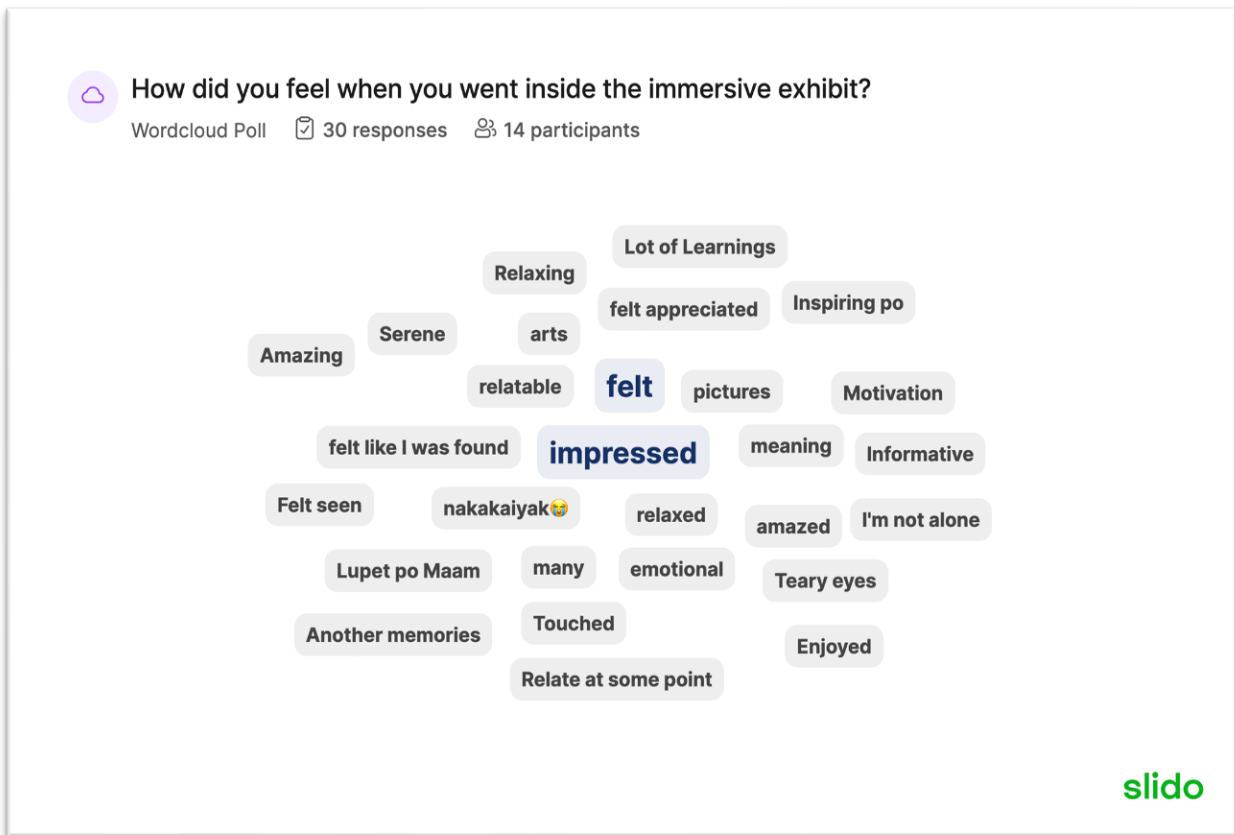 How did you feel when you went inside the immersive exhibit?
Wordcloud Poll 30 responses 14 participants
Lot of Learnings
Relaxing
felt appreciated
Inspiring po
Serene
arts
Amazing
relatable
felt
pictures
Motivation
felt like I was found
impressed
meaning
Informative
Felt seen
nakakaiyak😭
relaxed
amazed
I'm not alone
Lupet po Maam
many
emotional
Teary eyes
Another memories
Touched
Enjoyed
Relate at some point
slido